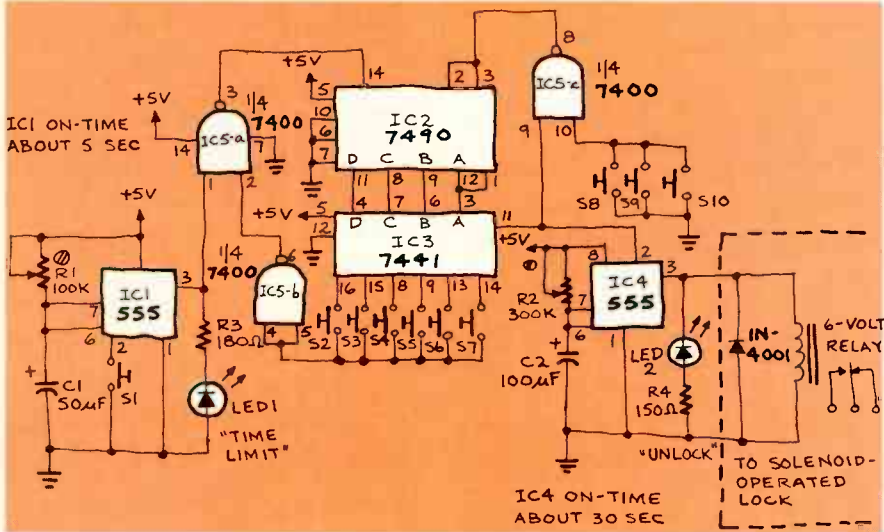 IC1 ON-TIME
ABOUT 5 SEC
+5V
14
3
1/4
7400
IC5-a
7
1
2
+5V
5
10
6
7
14
2
3
IC2
7490
D C B A
11
8
9
12
1
8
IC5-c
1/4
7400
9
10
S8
S9
S10
+5V
R1
100K
IC1
555
7
6
2
1
3
C1
50µF
+
S1
1/4
7400
R3
180Ω
LED1
"TIME
LIMIT"
6
IC5-b
4
5
+5V
5
12
4
7
6
3
D C B A
IC3
7441
11
16
15
8
9
13
14
S2
S3
S4
S5
S6
S7
+5V
R2
300K
8
7
6
2
3
1
IC4
555
+
C2
100µF
LED
2
R4
150Ω
"UNLOCK"
IN-
4001
6-VOLT
RELAY
TO SOLENOID-
OPERATED
LOCK
IC4 ON-TIME
ABOUT 30 SEC